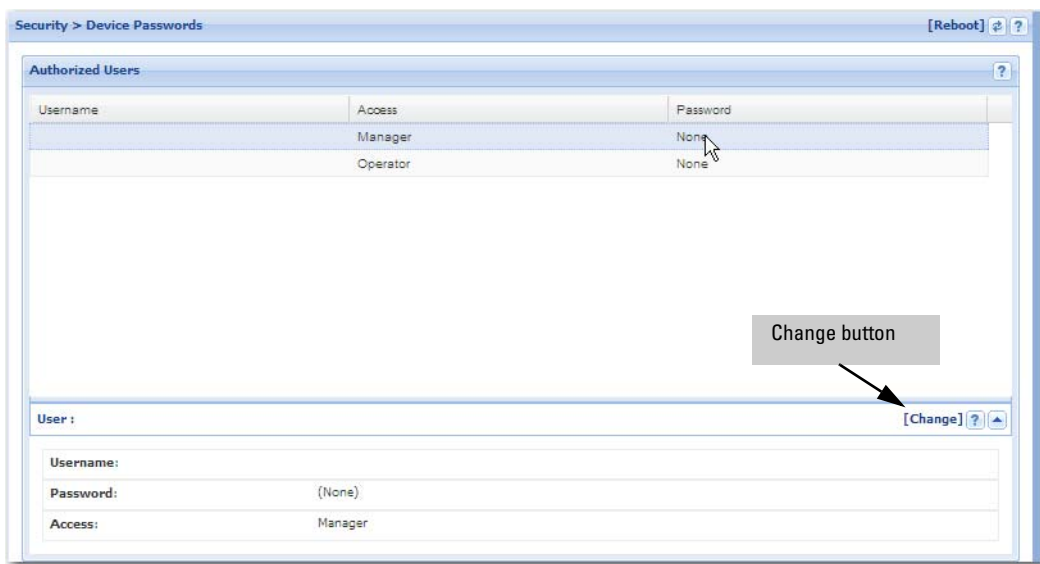 Security > Device Passwords [Reboot] ?
Authorized Users ?
Username Access Password
Manager None
Operator None
Change button
User : [Change] ?
Username:
Password: (None)
Access: Manager